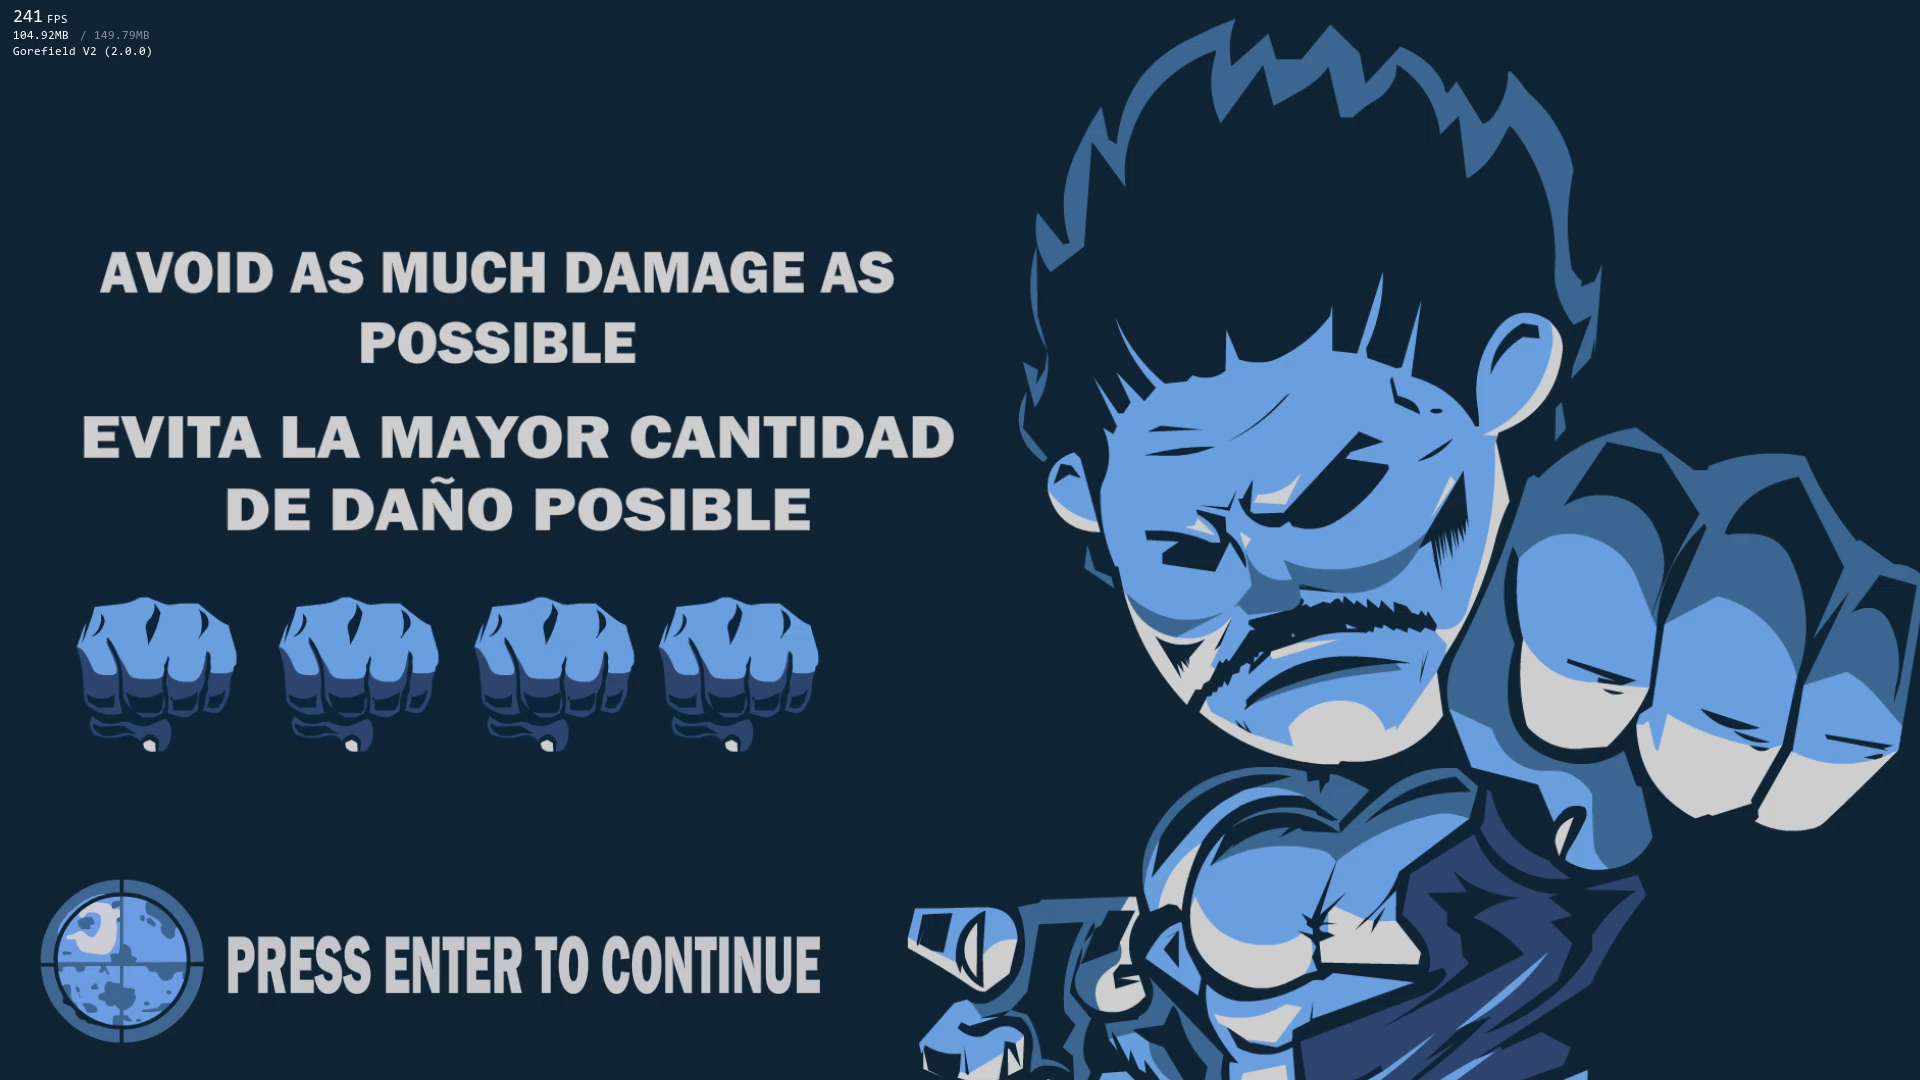 241 FPS
104.92MB / 149.79MB
Gorefield V2 (2.0.0)
AVOID AS MUCH DAMAGE AS
POSSIBLE
EVITA LA MAYOR CANTIDAD
DE DAÑO POSIBLE
PRESS ENTER TO CONTINUE